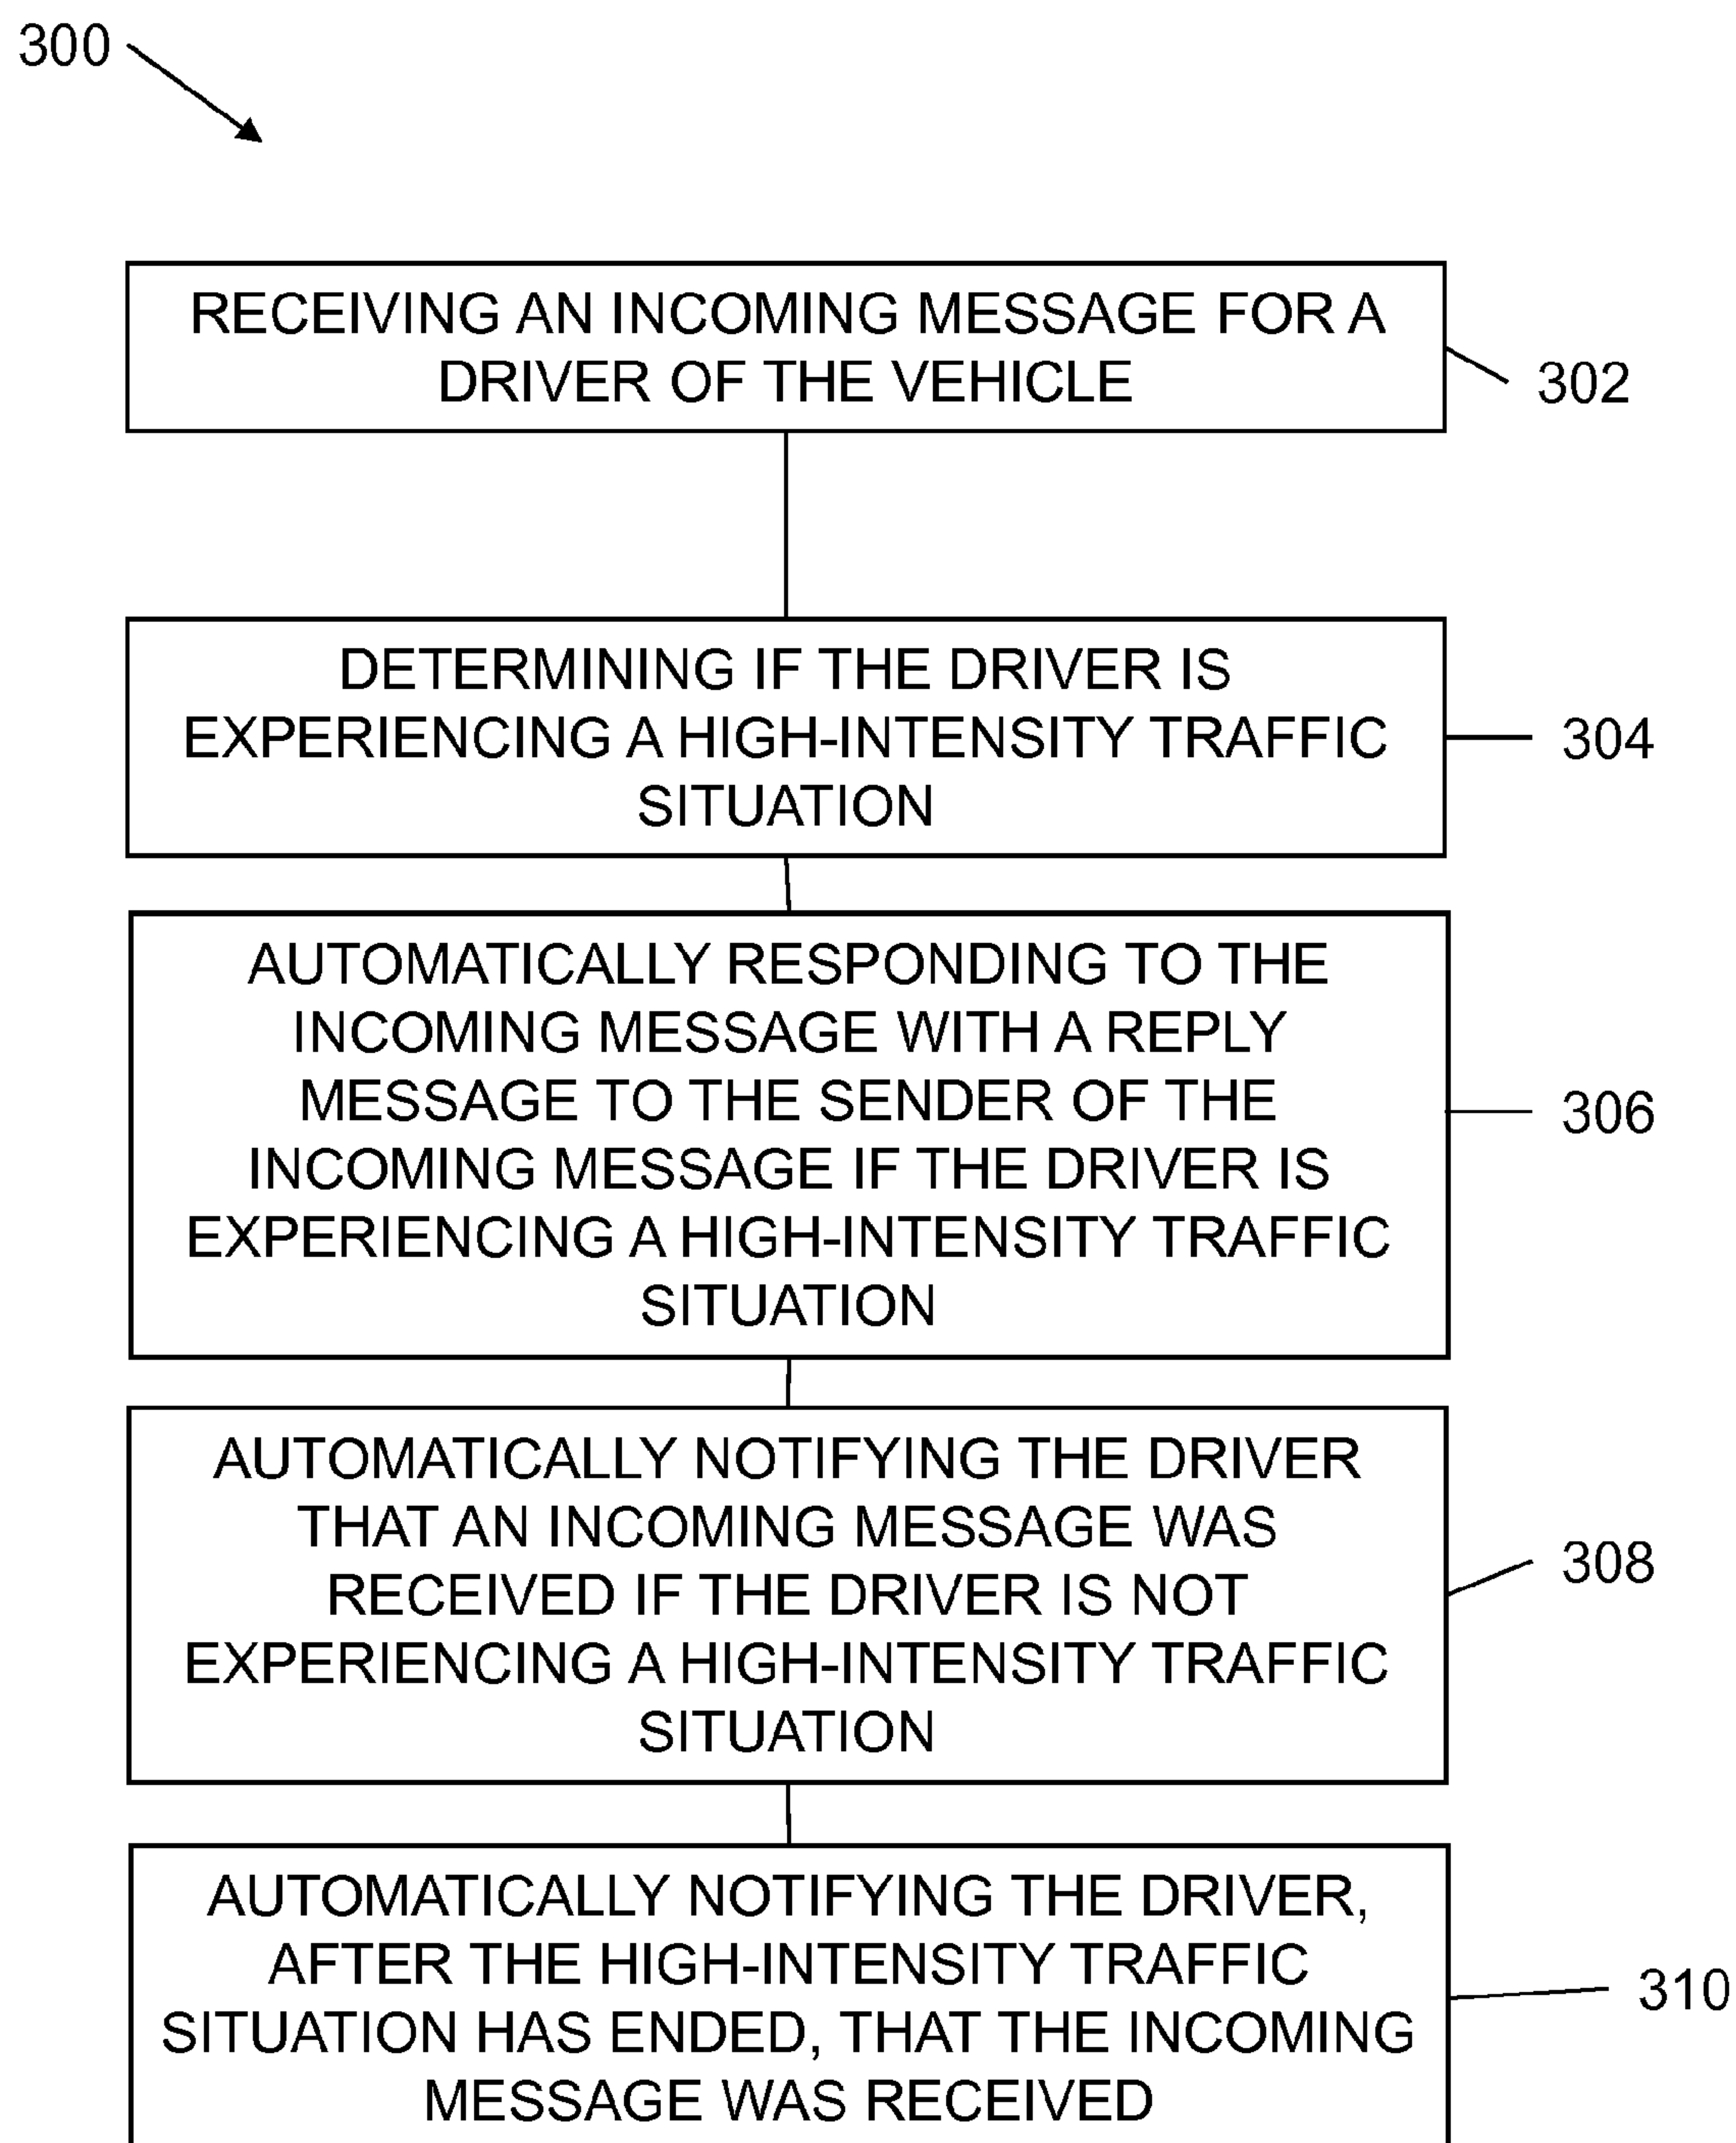 300
RECEIVING AN INCOMING MESSAGE FOR A
DRIVER OF THE VEHICLE
302
DETERMINING IF THE DRIVER IS
EXPERIENCING A HIGH-INTENSITY TRAFFIC
SITUATION
304
AUTOMATICALLY RESPONDING TO THE
INCOMING MESSAGE WITH A REPLY
MESSAGE TO THE SENDER OF THE
INCOMING MESSAGE IF THE DRIVER IS
EXPERIENCING A HIGH-INTENSITY TRAFFIC
SITUATION
306
AUTOMATICALLY NOTIFYING THE DRIVER
THAT AN INCOMING MESSAGE WAS
RECEIVED IF THE DRIVER IS NOT
EXPERIENCING A HIGH-INTENSITY TRAFFIC
SITUATION
308
AUTOMATICALLY NOTIFYING THE DRIVER,
AFTER THE HIGH-INTENSITY TRAFFIC
SITUATION HAS ENDED, THAT THE INCOMING
MESSAGE WAS RECEIVED
310